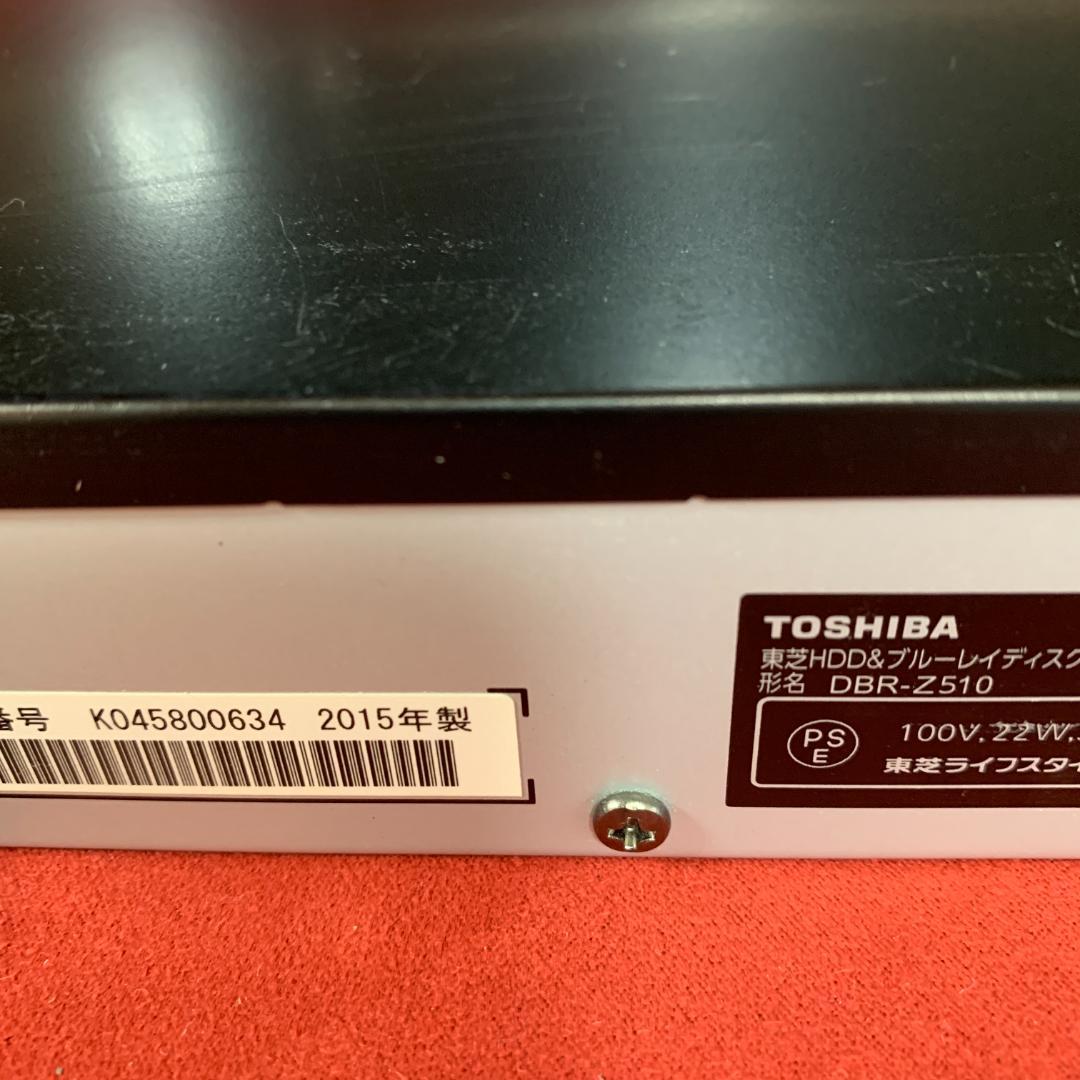 番号 K045800634 2015年製
TOSHIBA
東芝HDD&ブルーレイディスク
形名 DBR-Z510
PSE
100V, 22W,
東芝ライフスタイ